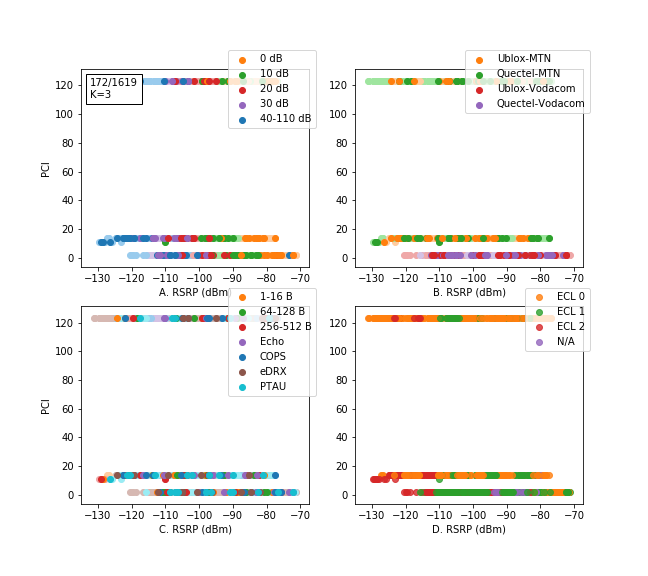 172/1619
K=3
0 dB
10 dB
20 dB
30 dB
40-110 dB
PCI
120
100
80
60
40
20
0
−130 −120 −110 −100 −90 −80 −70
A. RSRP (dBm)
Ublox-MTN
Quectel-MTN
Ublox-Vodacom
Quectel-Vodacom
120
100
80
60
40
20
0
−130 −120 −110 −100 −90 −80 −70
B. RSRP (dBm)
1-16 B
64-128 B
256-512 B
Echo
COPS
eDRX
PTAU
PCI
120
100
80
60
40
20
0
−130 −120 −110 −100 −90 −80 −70
C. RSRP (dBm)
ECL 0
ECL 1
ECL 2
N/A
120
100
80
60
40
20
0
−130 −120 −110 −100 −90 −80 −70
D. RSRP (dBm)